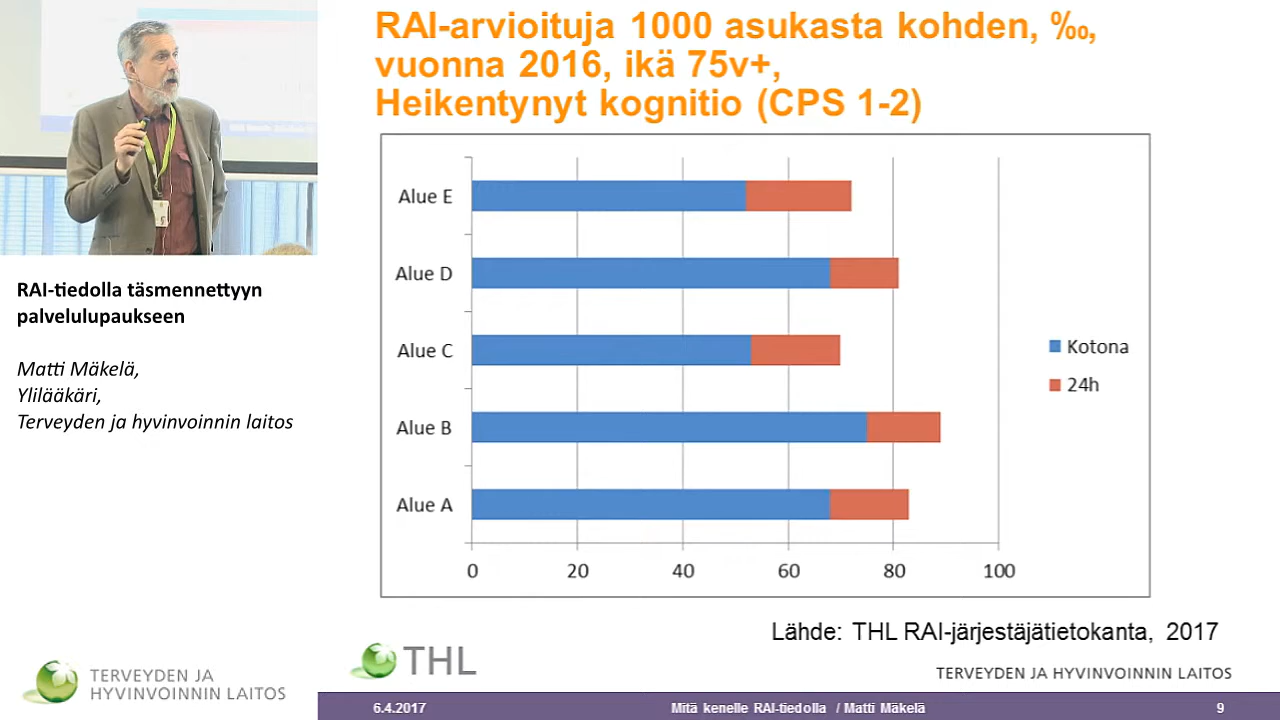 RAI-arvioituja 1000 asukasta kohden, ‰,
vuonna 2016, ikä 75v+,
Heikentynyt kognitio (CPS 1-2)
Alue E
Alue D
Alue C
Alue B
Alue A
0 20 40 60 80 100
Kotona
24h
RAI-tiedolla täsmennettyyn
palvelulupaukseen
Matti Mäkelä,
Ylilääkäri,
Terveyden ja hyvinvoinnin laitos
Lähde: THL RAI-järjestäjätietokanta, 2017
TERVEYDEN JA
HYVINVOINNIN LAITOS
THL
TERVEYDEN JA HYVINVOINNIN LAITOS
6.4.2017 Mitä kenelle RAI-tiedolla / Matti Mäkelä 9